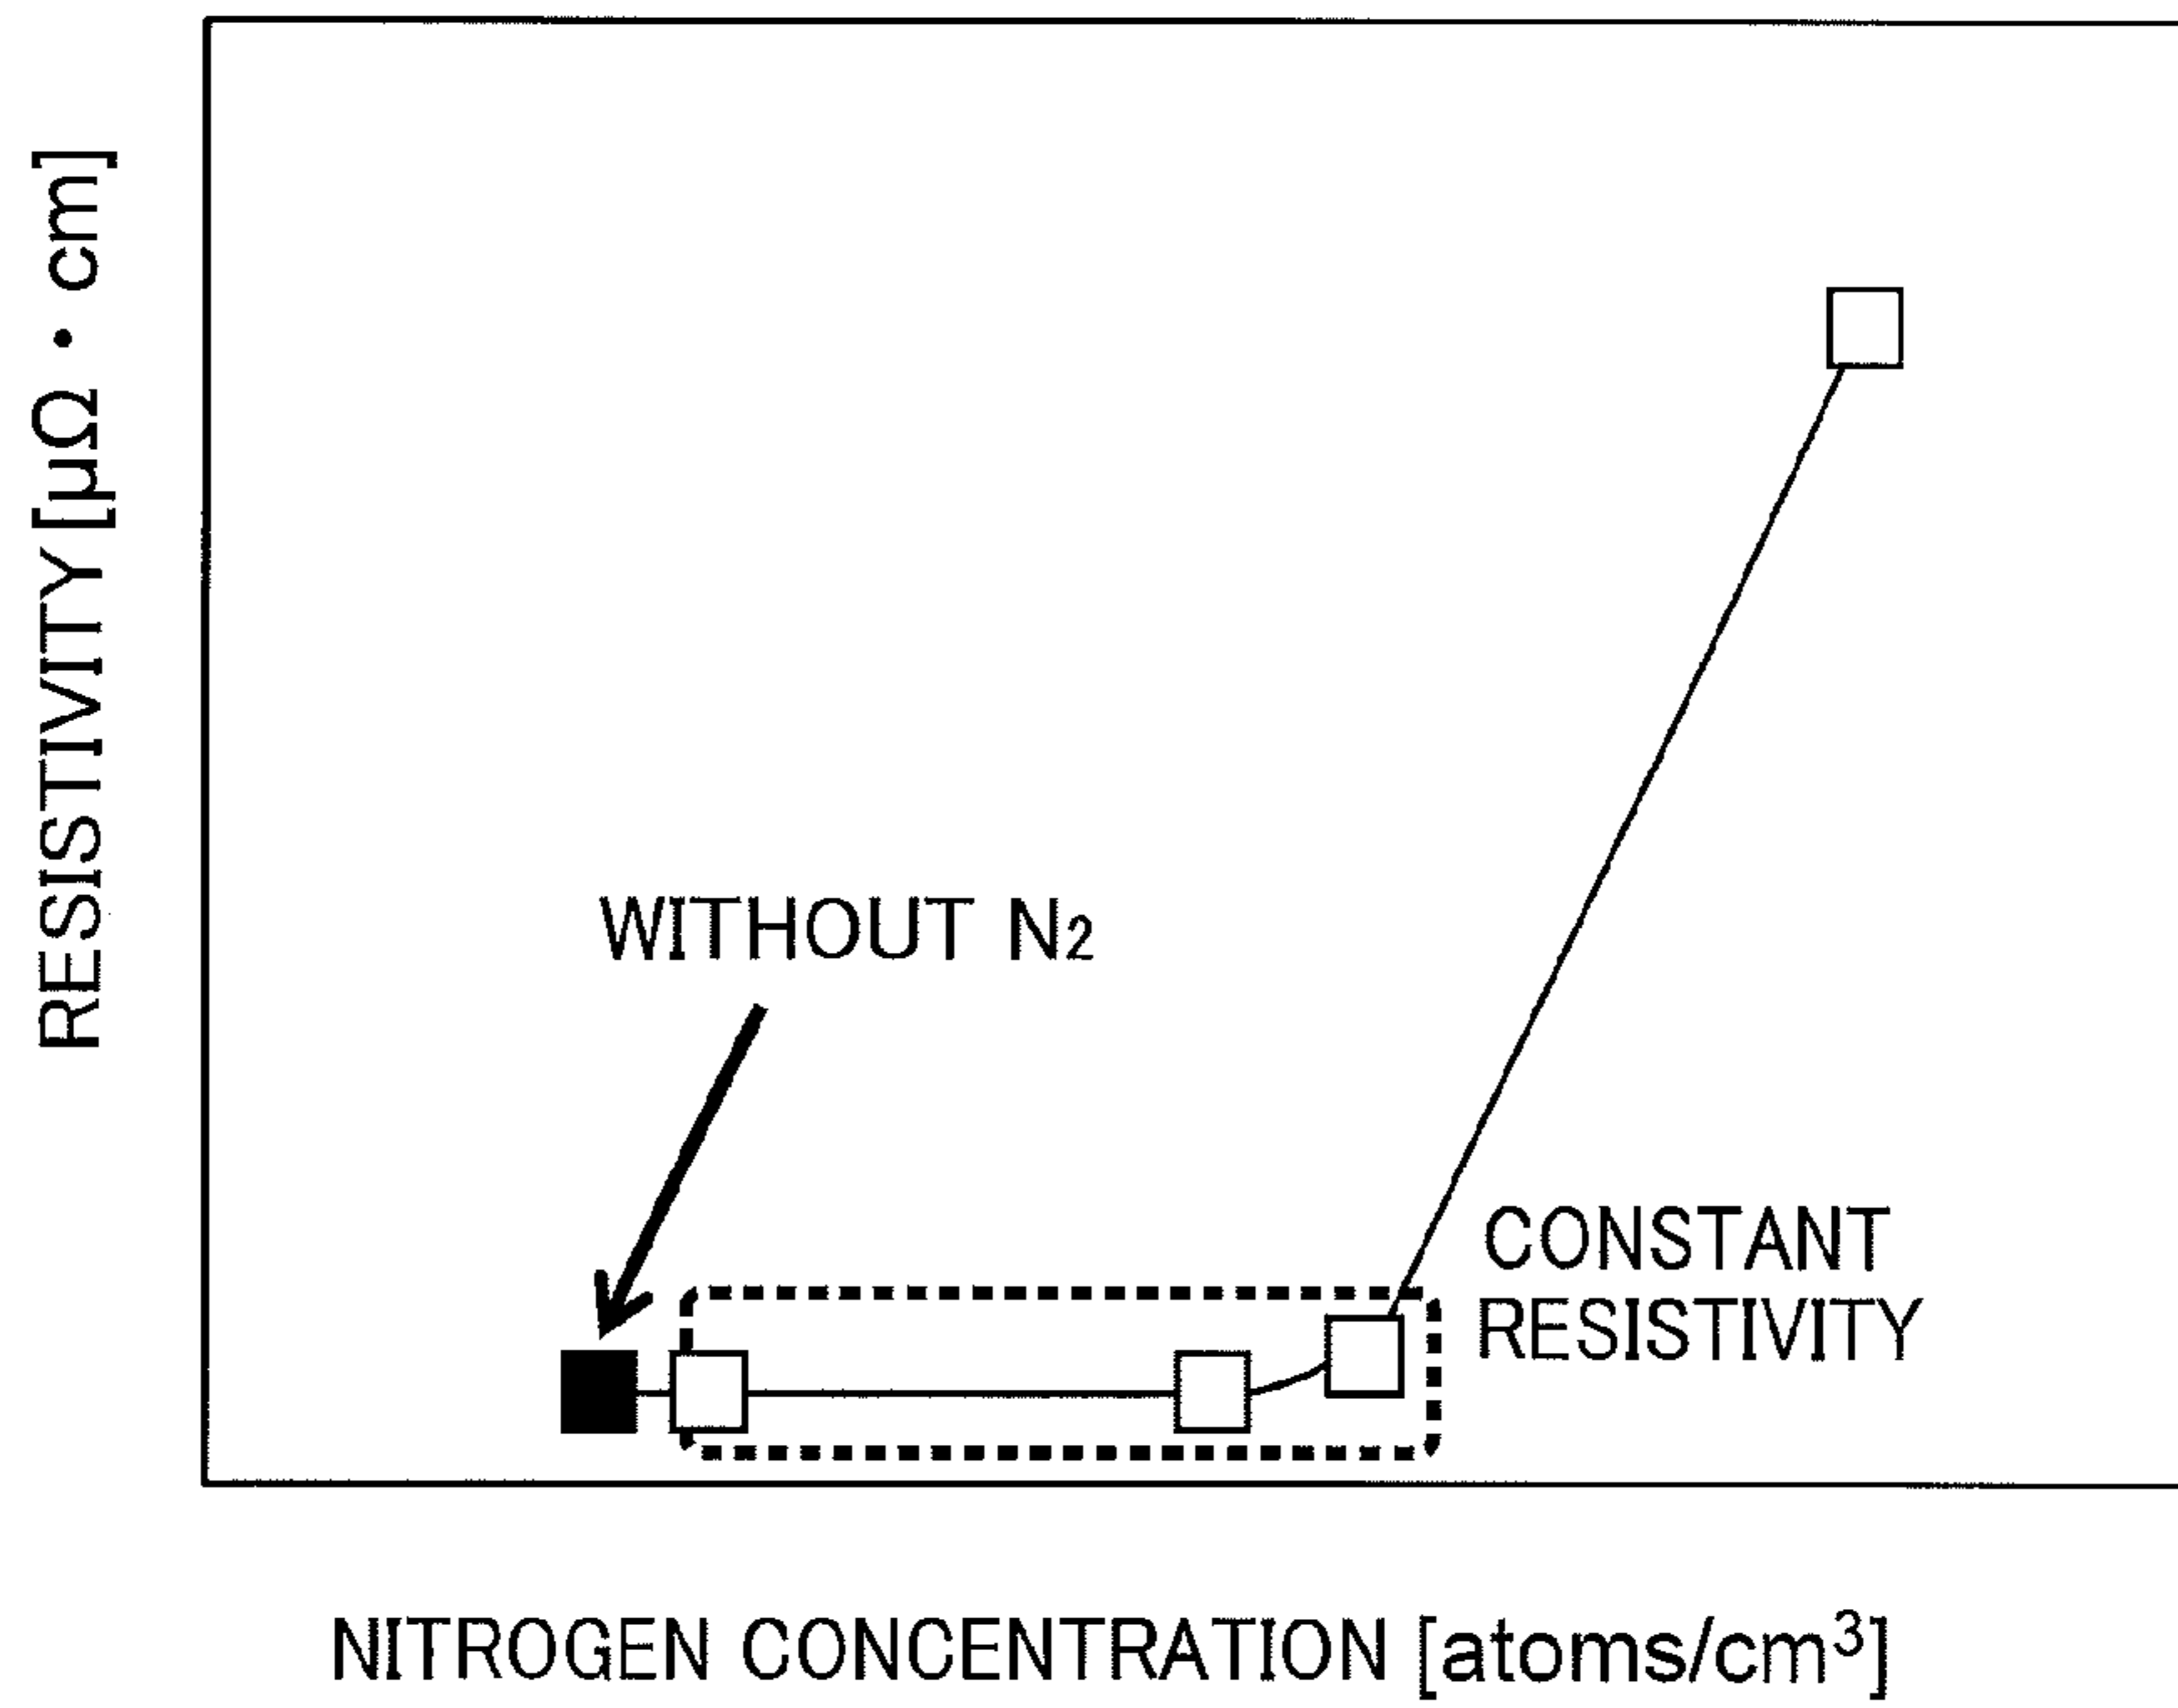 RESISTIVITY [μΩ・cm]
WITHOUT N2
CONSTANT
RESISTIVITY
NITROGEN CONCENTRATION [atoms/cm³]